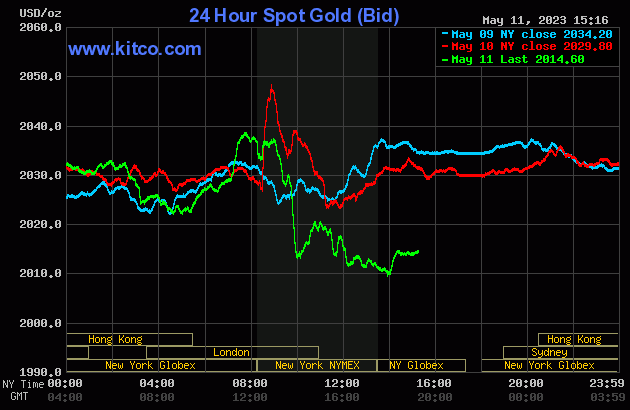 USD/oz 24 Hour Spot Gold (Bid) May 11, 2023 15:16
2060.0
www.kitco.com
May 09 NY close 2034.20
May 10 NY close 2029.80
May 11 Last 2014.60
2050.0
2040.0
2030.0
2020.0
2010.0
2000.0
1990.0
Hong Kong Hong Kong
London Sydney
New York Globex New York NYMEX NY Globex New York Globex
NY Time 00:00 04:00 08:00 12:00 16:00 20:00 23:59
GMT 04:00 08:00 12:00 16:00 20:00 00:00 03:59